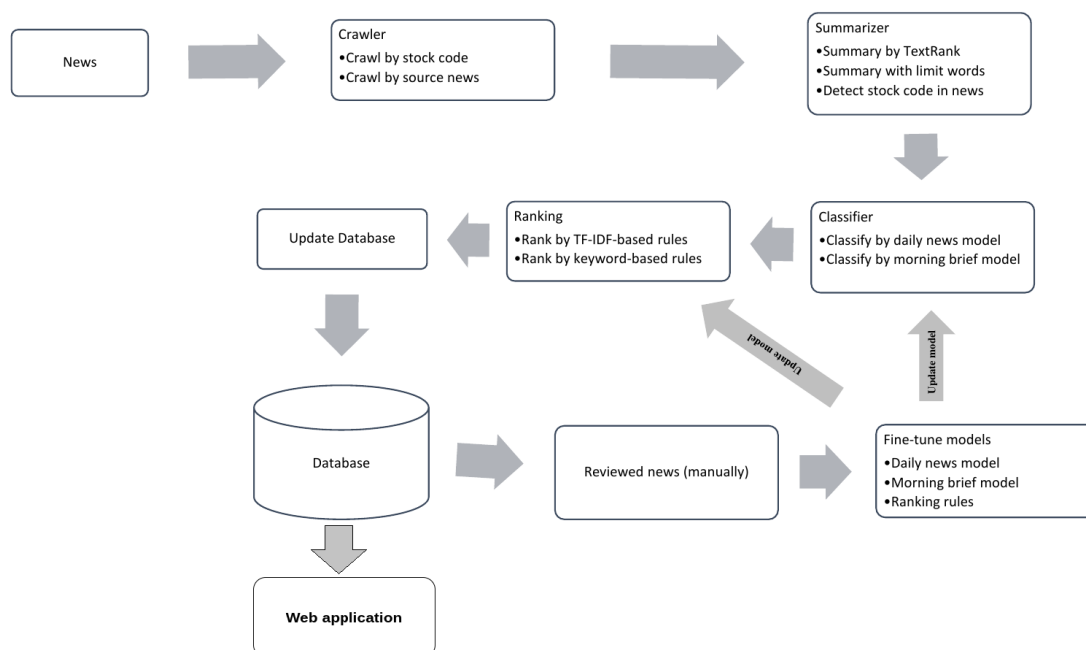 News
Crawler
•Crawl by stock code
•Crawl by source news
Summarizer
•Summary by TextRank
•Summary with limit words
•Detect stock code in news
Update Database
Ranking
•Rank by TF-IDF-based rules
•Rank by keyword-based rules
Classifier
•Classify by daily news model
•Classify by morning brief model
Update model
Update model
Database
Reviewed news (manually)
Fine-tune models
•Daily news model
•Morning brief model
•Ranking rules
Web application